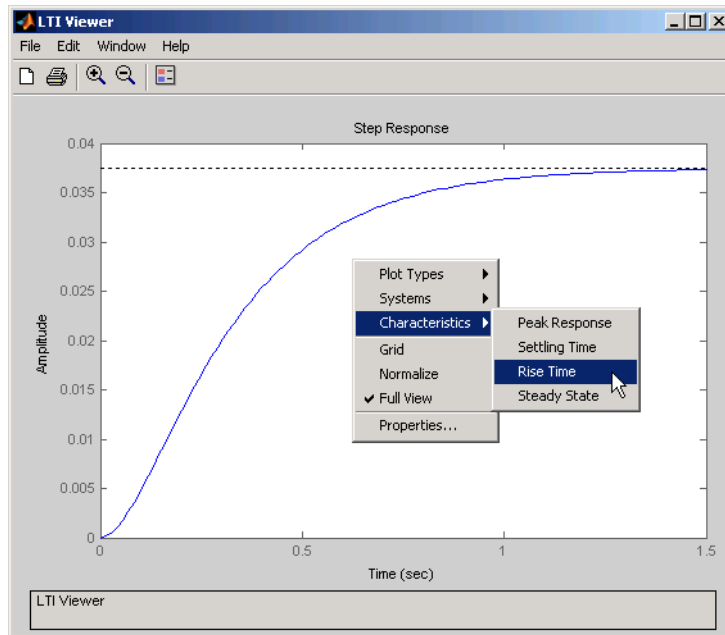 LTI Viewer
File Edit Window Help
Step Response
0.04
0.035
0.03
0.025
0.02
0.015
0.01
0.005
0
Amplitude
0 0.5 1 1.5
Time (sec)
Plot Types
Systems
Characteristics
Grid
Normalize
Full View
Properties...
Peak Response
Settling Time
Rise Time
Steady State
LTI Viewer